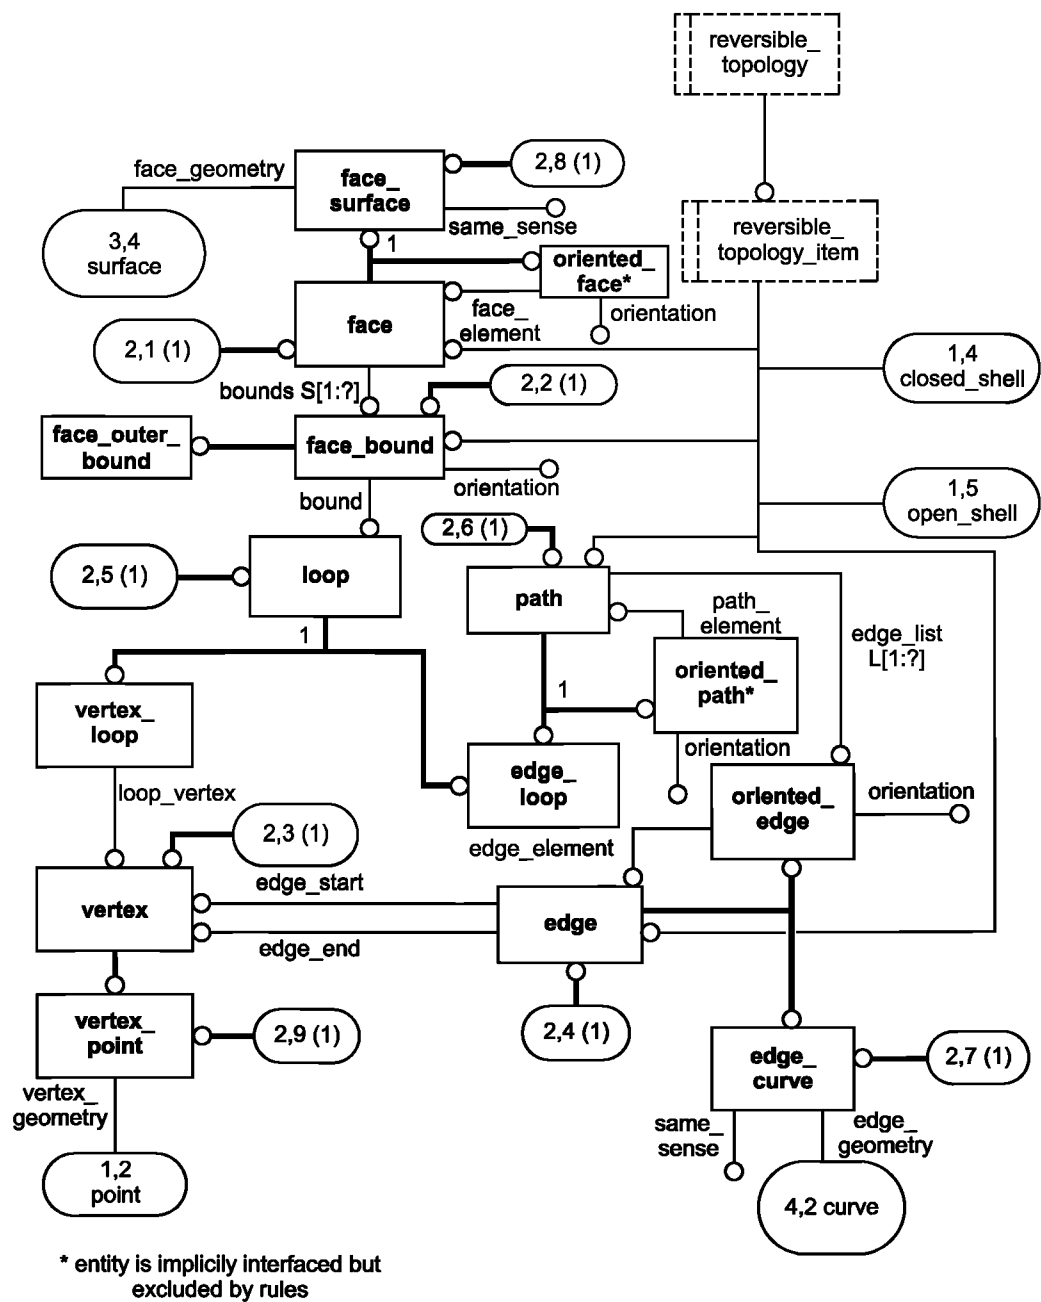 reversible_
topology
face_geometry
face_
surface
2,8 (1)
reversible_
topology_item
3,4
surface
same_sense
1
oriented_
face*
face_
element
orientation
face
2,1 (1)
1,4
closed_shell
bounds S[1:?]
2,2 (1)
face_outer_
bound
face_bound
orientation
bound
1,5
open_shell
2,6 (1)
2,5 (1)
loop
path
path_
element
edge_list
L[1:?]
1
oriented_
path*
1
vertex_
loop
orientation
edge_
loop
loop_vertex
oriented_
edge
orientation
2,3 (1)
edge_element
edge_start
vertex
edge
edge_end
vertex_
point
2,9 (1)
2,4 (1)
edge_
curve
2,7 (1)
vertex_
geometry
same_
sense
edge_
geometry
1,2
point
4,2 curve
* entity is implicily interfaced but
excluded by rules